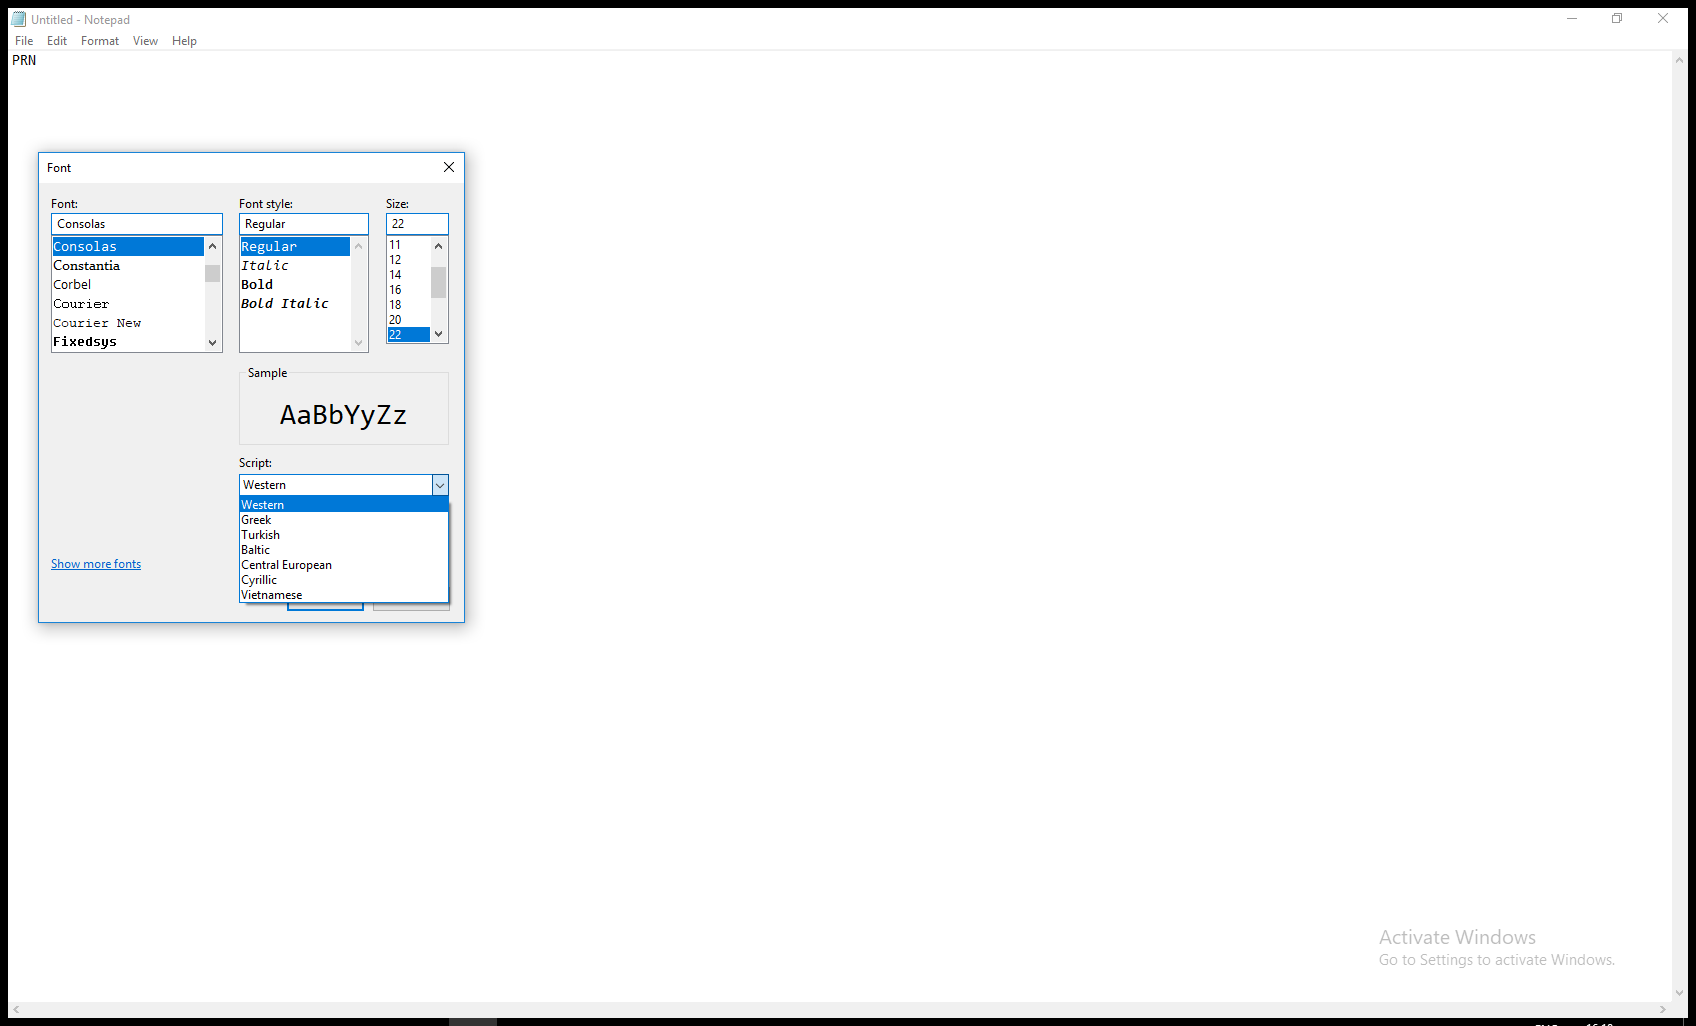 Untitled - Notepad
File Edit Format View Help
PRN
Font
Font: Font style: Size:
Consolas Regular 22
Consolas
Constantia
Corbel
Courier
Courier New
Fixedsys
Regular
Italic
Bold
Bold Italic
11
12
14
16
18
20
22
Sample
AaBbYyZz
Script:
Western
Western
Greek
Turkish
Baltic
Central European
Cyrillic
Vietnamese
Show more fonts
Activate Windows
Go to Settings to activate Windows.